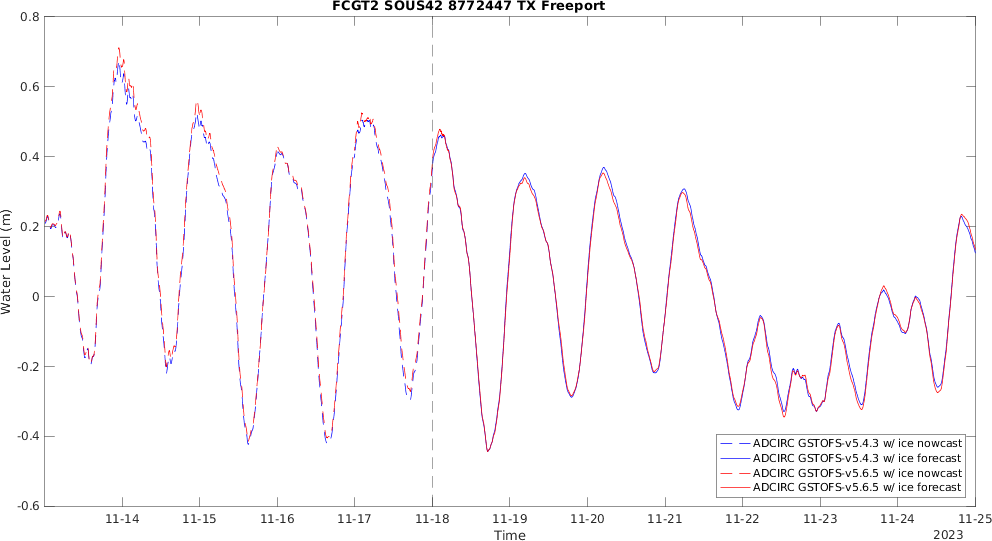 FCGT2 SOUS42 8772447 TX Freeport
Water Level (m)
0.8
0.6
0.4
0.2
0
-0.2
-0.4
-0.6
ADCIRC GSTOFS-v5.4.3 w/ ice nowcast
ADCIRC GSTOFS-v5.4.3 w/ ice forecast
ADCIRC GSTOFS-v5.6.5 w/ ice nowcast
ADCIRC GSTOFS-v5.6.5 w/ ice forecast
11-14 11-15 11-16 11-17 11-18 11-19 11-20 11-21 11-22 11-23 11-24 11-25
Time
2023